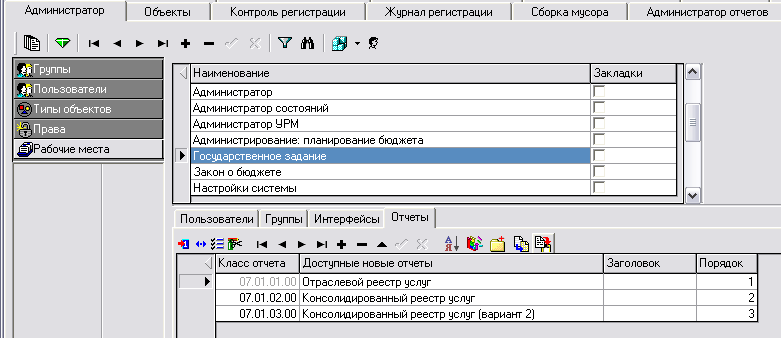 Администратор Объекты Контроль регистрации Журнал регистрации Сборка мусора Администратор отчетов
Группы
Пользователи
Типы объектов
Права
Рабочие места
Наименование Закладки
Администратор
Администратор состояний
Администратор УРМ
Администрирование: планирование бюджета
Государственное задание
Закон о бюджете
Настройки системы
Пользователи Группы Интерфейсы Отчеты
Класс отчета Доступные новые отчеты Заголовок Порядок
07.01.01.00 Отраслевой реестр услуг 1
07.01.02.00 Консолидированный реестр услуг 2
07.01.03.00 Консолидированный реестр услуг (вариант 2) 3